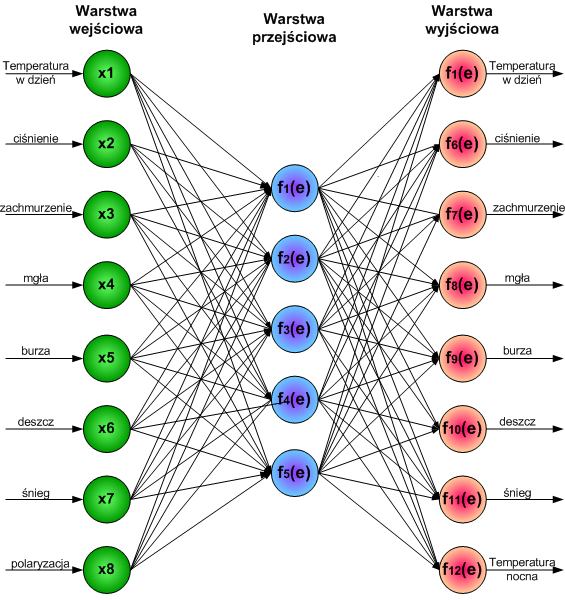 Warstwa
wejściowa
Warstwa
przejściowa
Warstwa
wyjściowa
Temperatura
w dzień
x1
f1(e)
Temperatura
w dzień
ciśnienie
x2
f6(e)
ciśnienie
f1(e)
zachmurzenie
x3
f7(e)
zachmurzenie
f2(e)
mgła
x4
f8(e)
mgła
f3(e)
burza
x5
f9(e)
burza
f4(e)
deszcz
x6
f10(e)
deszcz
f5(e)
śnieg
x7
f11(e)
śnieg
polaryzacja
x8
f12(e)
Temperatura
nocna